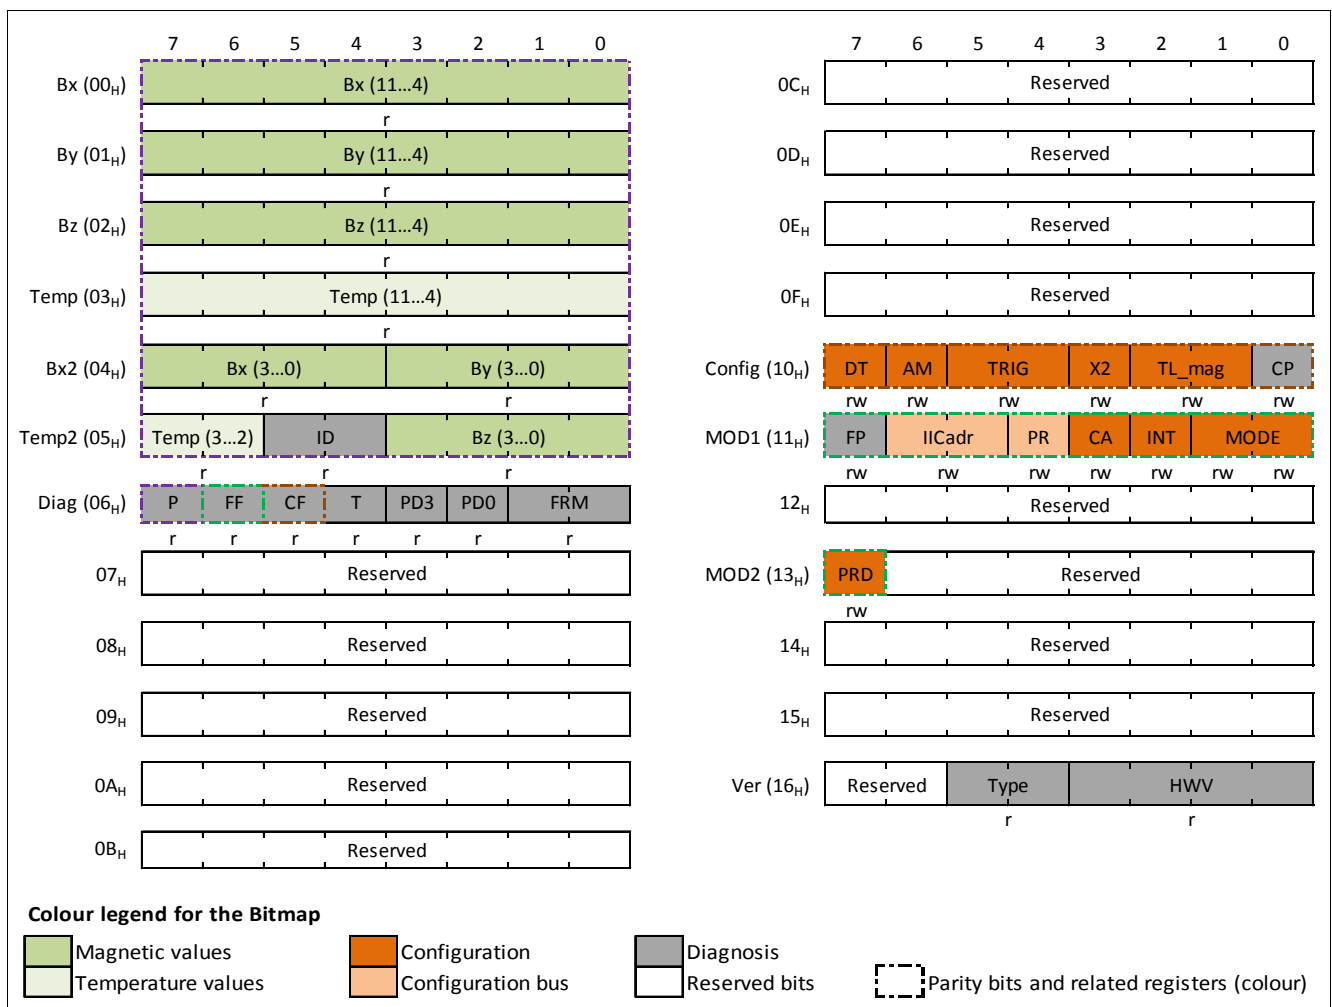 7 6 5 4 3 2 1 0
Bx (00H) Bx (11...4)
r
By (01H) By (11...4)
r
Bz (02H) Bz (11...4)
r
Temp (03H) Temp (11...4)
r
Bx2 (04H) Bx (3...0) By (3...0)
r r
Temp2 (05H) Temp (3...2) ID Bz (3...0)
r r r
Diag (06H) P FF CF T PD3 PD0 FRM
r r r r r r r
07H Reserved
08H Reserved
09H Reserved
0AH Reserved
0BH Reserved
7 6 5 4 3 2 1 0
0CH Reserved
0DH Reserved
0EH Reserved
0FH Reserved
Config (10H) DT AM TRIG X2 TL_mag CP
rw rw rw rw rw rw
MOD1 (11H) FP IICadr PR CA INT MODE
rw rw rw rw rw rw rw
12H Reserved
MOD2 (13H) PRD Reserved
rw
14H Reserved
15H Reserved
Ver (16H) Reserved Type HWV
r r
Colour legend for the Bitmap
Magnetic values Configuration Diagnosis
Temperature values Configuration bus Reserved bits Parity bits and related registers (colour)